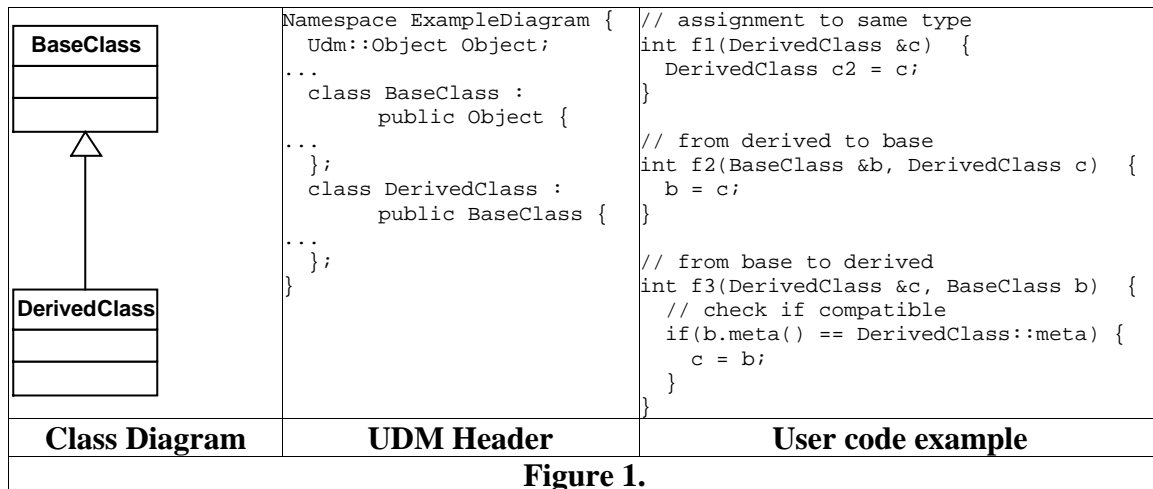 BaseClass
DerivedClass
Namespace ExampleDiagram {
Udm::Object Object;
...
class BaseClass :
public Object {
...
};
class DerivedClass :
public BaseClass {
...
};
}
// assignment to same type
int f1(DerivedClass &c)  {
DerivedClass c2 = c;
}
// from derived to base
int f2(BaseClass &b, DerivedClass c)  {
b = c;
}
// from base to derived
int f3(DerivedClass &c, BaseClass b)  {
// check if compatible
if(b.meta() == DerivedClass::meta) {
c = b;
}
}
Class Diagram
UDM Header
User code example
Figure 1.